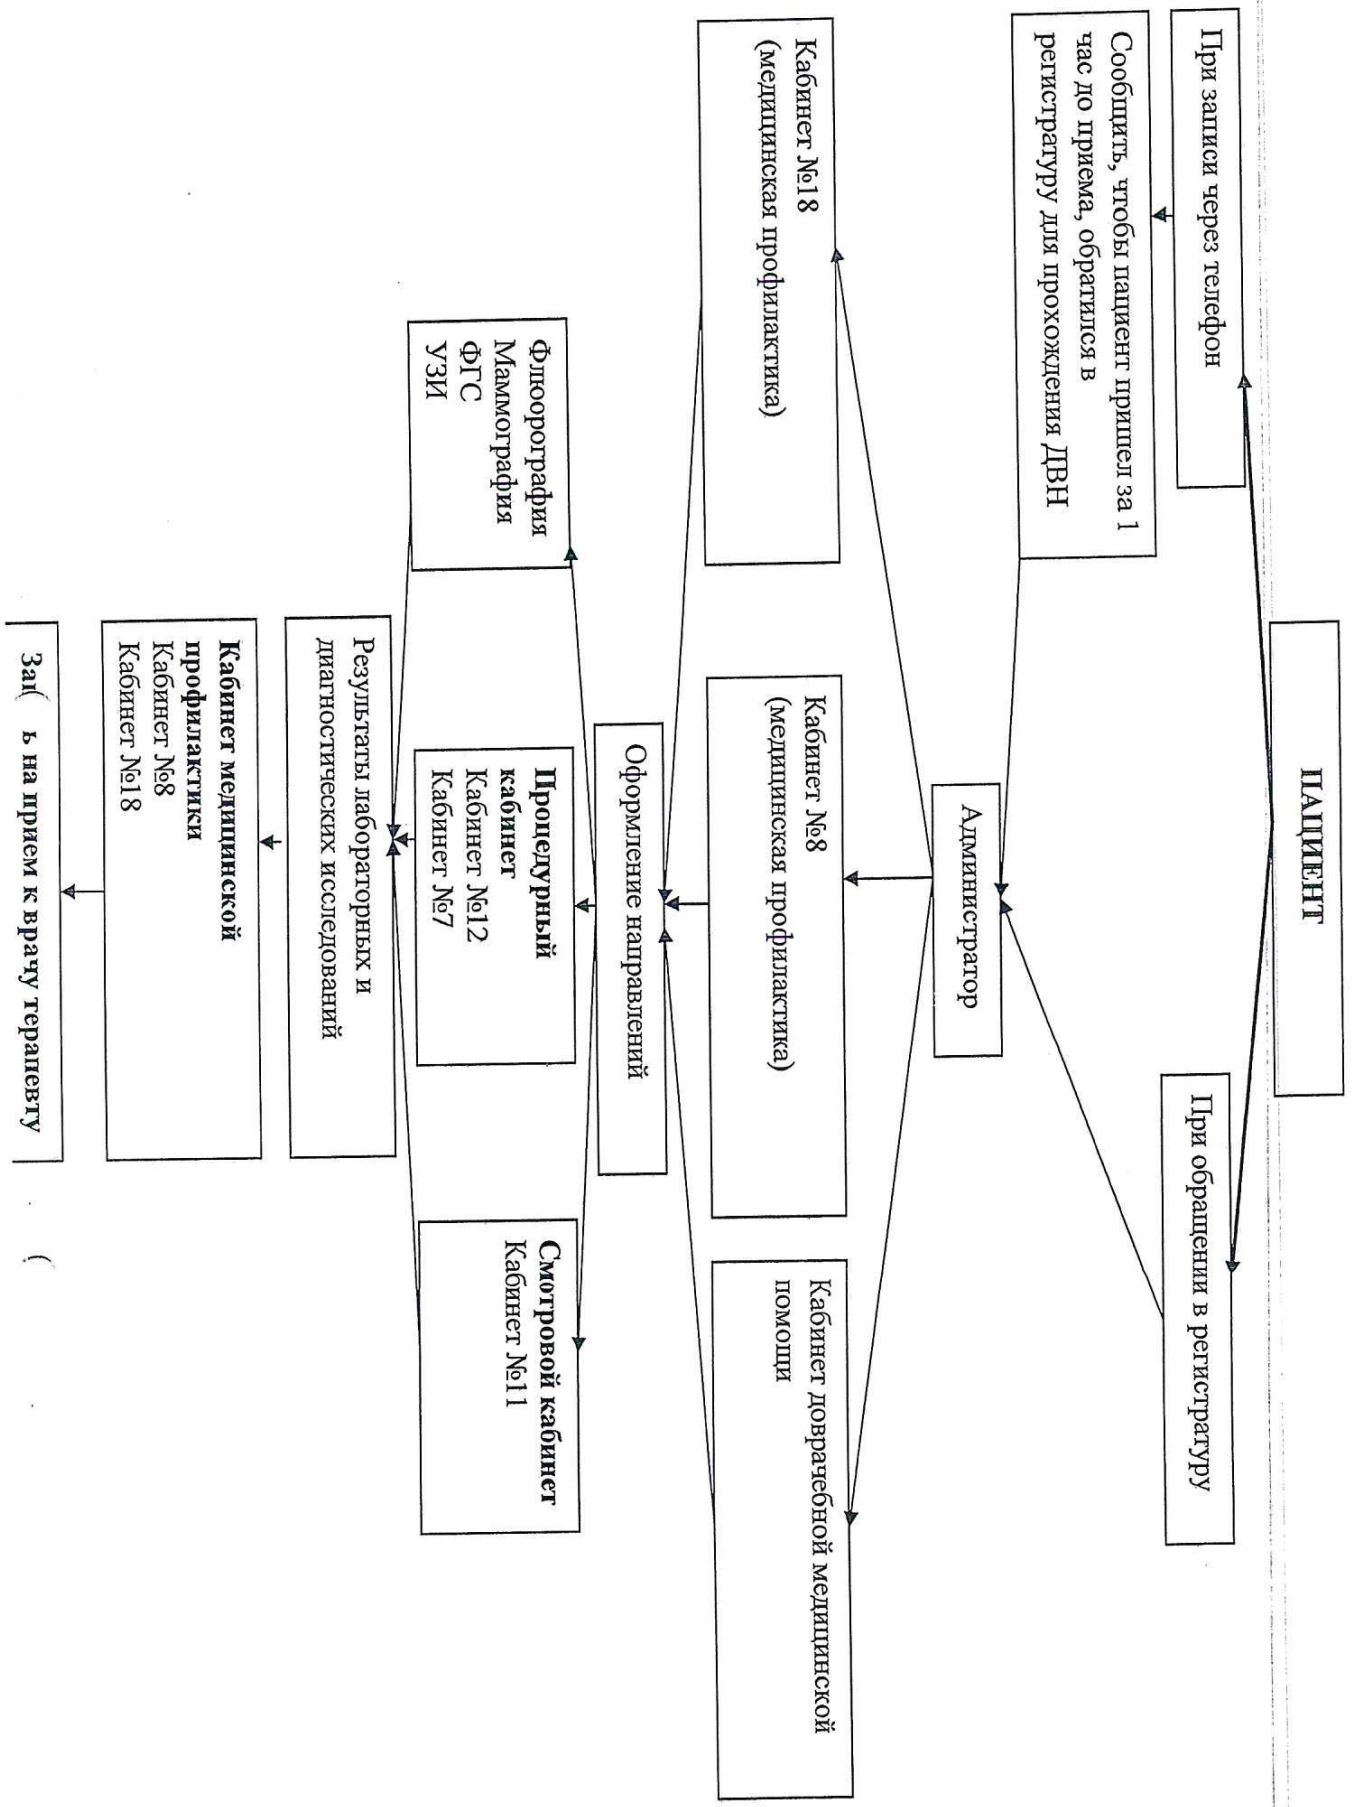 ПАЦИЕНТ
При записи через телефон
При обращении в регистратуру
Сообщить, чтобы пациент пришел за 1
час до приема, обратился в
регистратуру для прохождения ДВН
Администратор
Кабинет №18
(медицинская профилактика)
Кабинет №8
(медицинская профилактика)
Кабинет доврачебной медицинской
помощи
Оформление направлений
Флюорография
Маммография
ФГС
УЗИ
Процедурный
кабинет
Кабинет №12
Кабинет №7
Смотровой кабинет
Кабинет №11
Результаты лабораторных и
диагностических исследований
Кабинет медицинской
профилактики
Кабинет №8
Кабинет №18
на прием к врачу терапевту